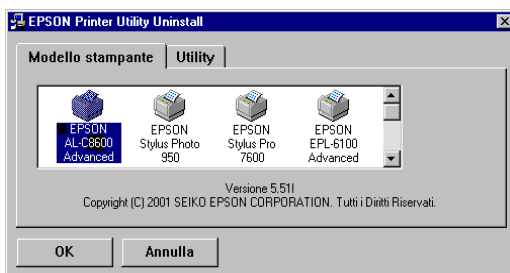 EPSON Printer Utility Uninstall
Modello stampante
Utility
EPSON AL-C8600 Advanced
EPSON Stylus Photo 950
EPSON Stylus Pro 7600
EPSON EPL-6100 Advanced
Versione 5.51I
Copyright (C) 2001 SEIKO EPSON CORPORATION. Tutti i Diritti Riservati.
OK
Annulla